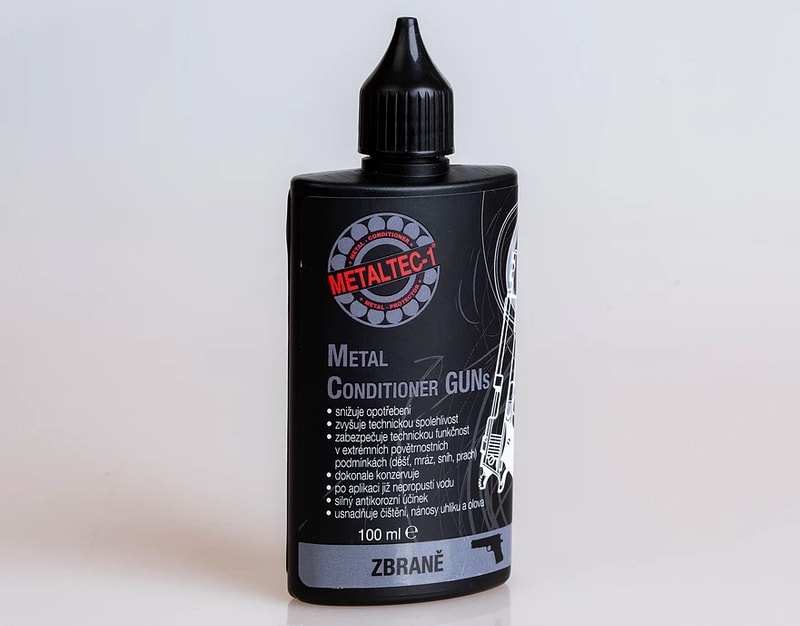 METAL - CONDITIONER
METALTEC-1
METAL - PROTECTOR
METAL
CONDITIONER GUNs
• snižuje opotřebení
• zvyšuje technickou spolehlivost
• zabezpečuje technickou funkčnost
v extrémních povětrnostních
podmínkách (déšť, mráz, sníh, prach)
• dokonale konzervuje
• po aplikaci již nepropustí vodu
• silný antikorozní účinek
• usnadňuje čištění, nánosy uhlíku a olova
100 ml ℮
ZBRANĚ